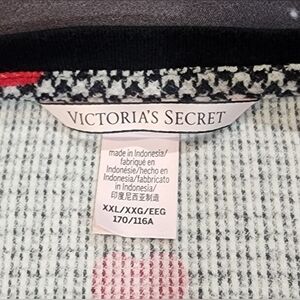 VICTORIA'S SECRET
made in Indonesia/
fabriqué en
Indonésie/hecho en
Indonesia/fabbricato
in Indonesia/
印度尼西亚制造
XXL/XXG/EEG
170/116A